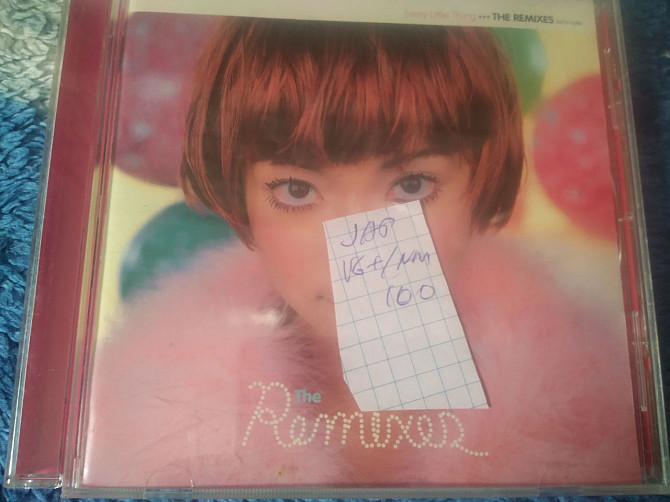 Every Little Thing +++ THE REMIXES
JAP
VG+/NM
100
The
Remixes